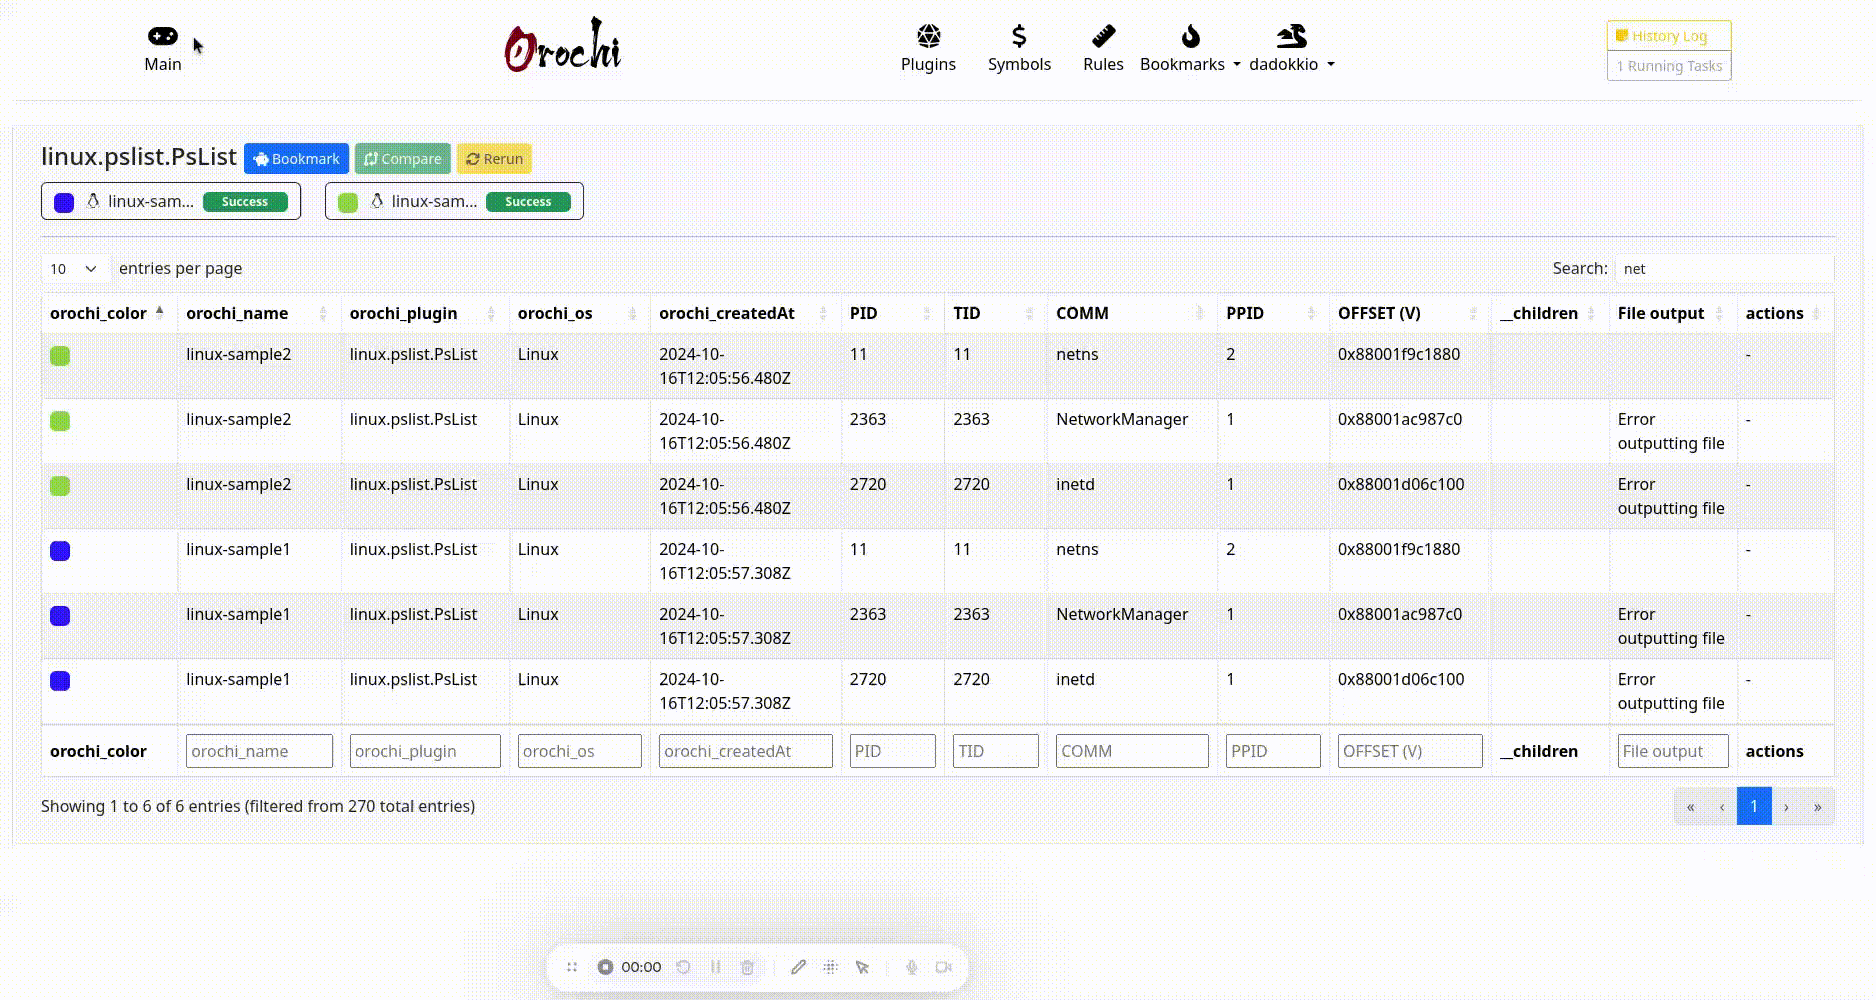 Main
Orochi
Plugins
Symbols
Rules
Bookmarks
dadokkio
History Log
1 Running Tasks
linux.pslist.PsList
Bookmark
Compare
Rerun
linux-sam... Success
linux-sam... Success
10 entries per page
Search: net
orochi_color orochi_name orochi_plugin orochi_os orochi_createdAt PID TID COMM PPID OFFSET (V) __children File output actions
linux-sample2 linux.pslist.PsList Linux 2024-10-16T12:05:56.480Z 11 11 netns 2 0x88001f9c1880 -
linux-sample2 linux.pslist.PsList Linux 2024-10-16T12:05:56.480Z 2363 2363 NetworkManager 1 0x88001ac987c0 Error outputting file -
linux-sample2 linux.pslist.PsList Linux 2024-10-16T12:05:56.480Z 2720 2720 inetd 1 0x88001d06c100 Error outputting file -
linux-sample1 linux.pslist.PsList Linux 2024-10-16T12:05:57.308Z 11 11 netns 2 0x88001f9c1880 -
linux-sample1 linux.pslist.PsList Linux 2024-10-16T12:05:57.308Z 2363 2363 NetworkManager 1 0x88001ac987c0 Error outputting file -
linux-sample1 linux.pslist.PsList Linux 2024-10-16T12:05:57.308Z 2720 2720 inetd 1 0x88001d06c100 Error outputting file -
orochi_color orochi_name orochi_plugin orochi_os orochi_createdAt PID TID COMM PPID OFFSET (V) __children File output actions
Showing 1 to 6 of 6 entries (filtered from 270 total entries)
« ‹ 1 › »
00:00